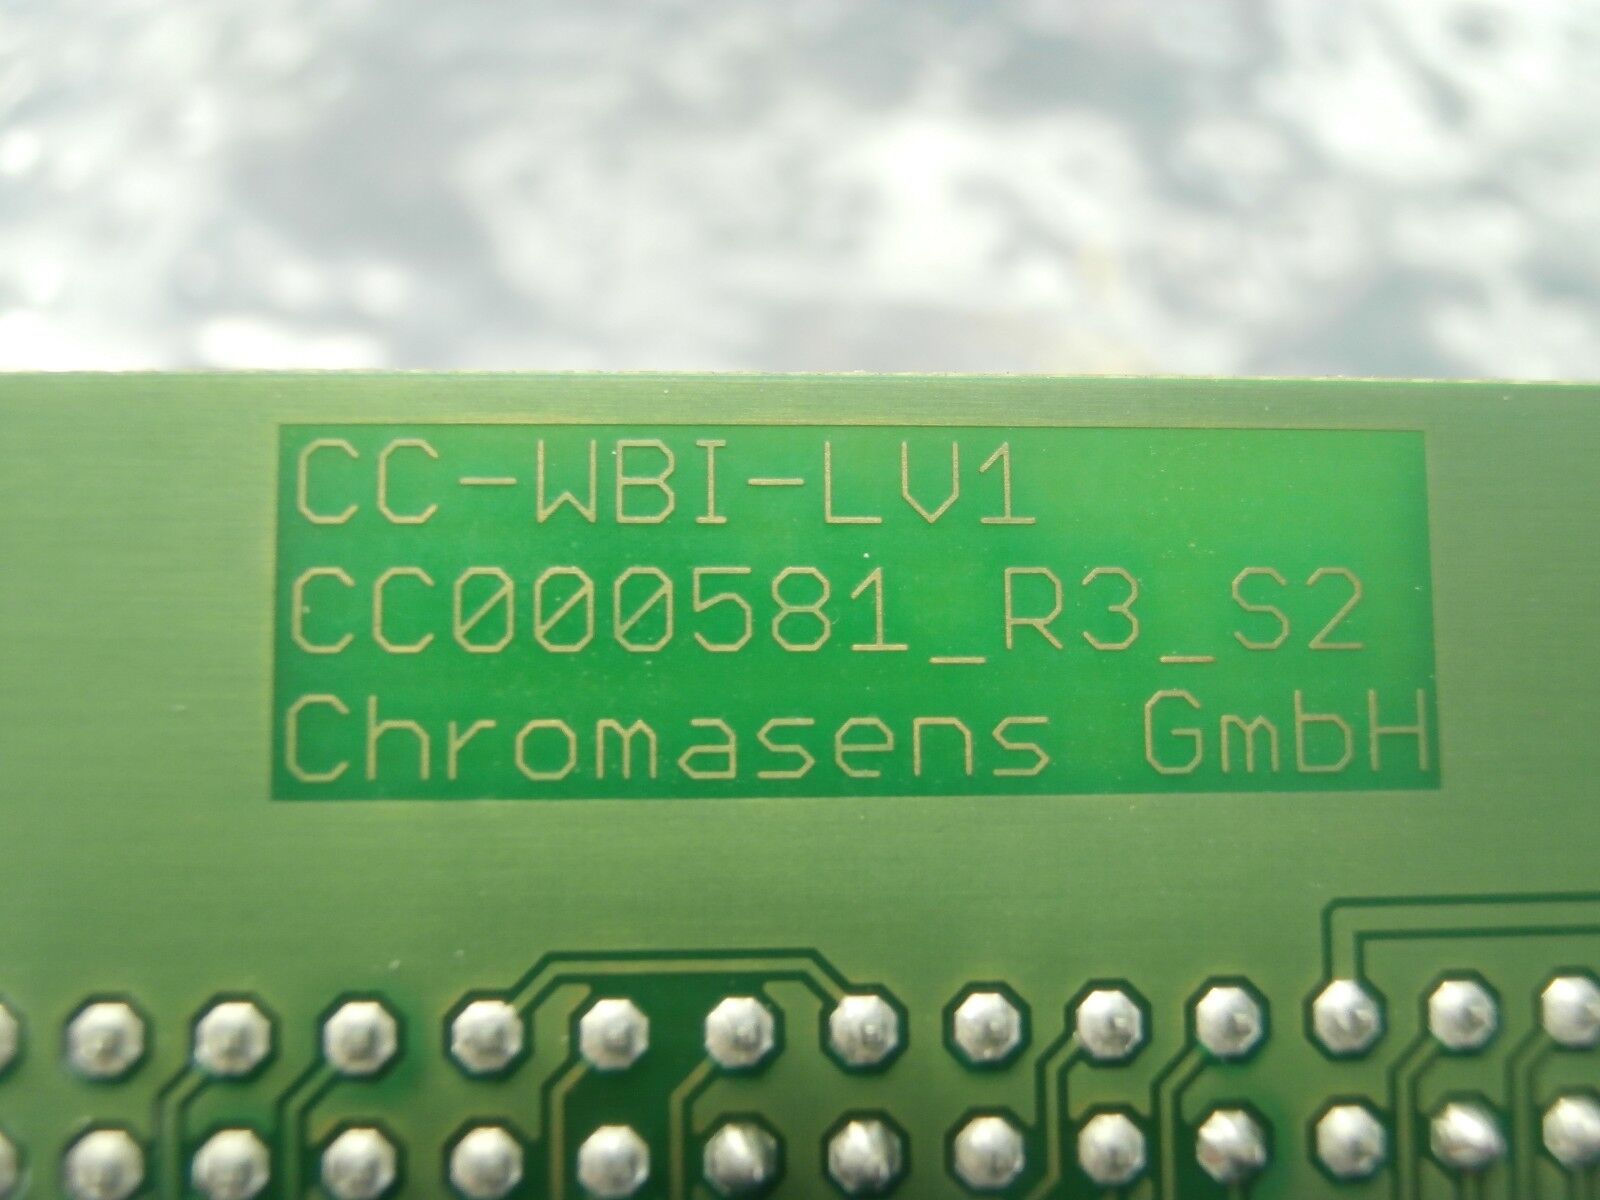 CC-WBI-LV1
CC000581_R3_S2
Chromasens GmbH